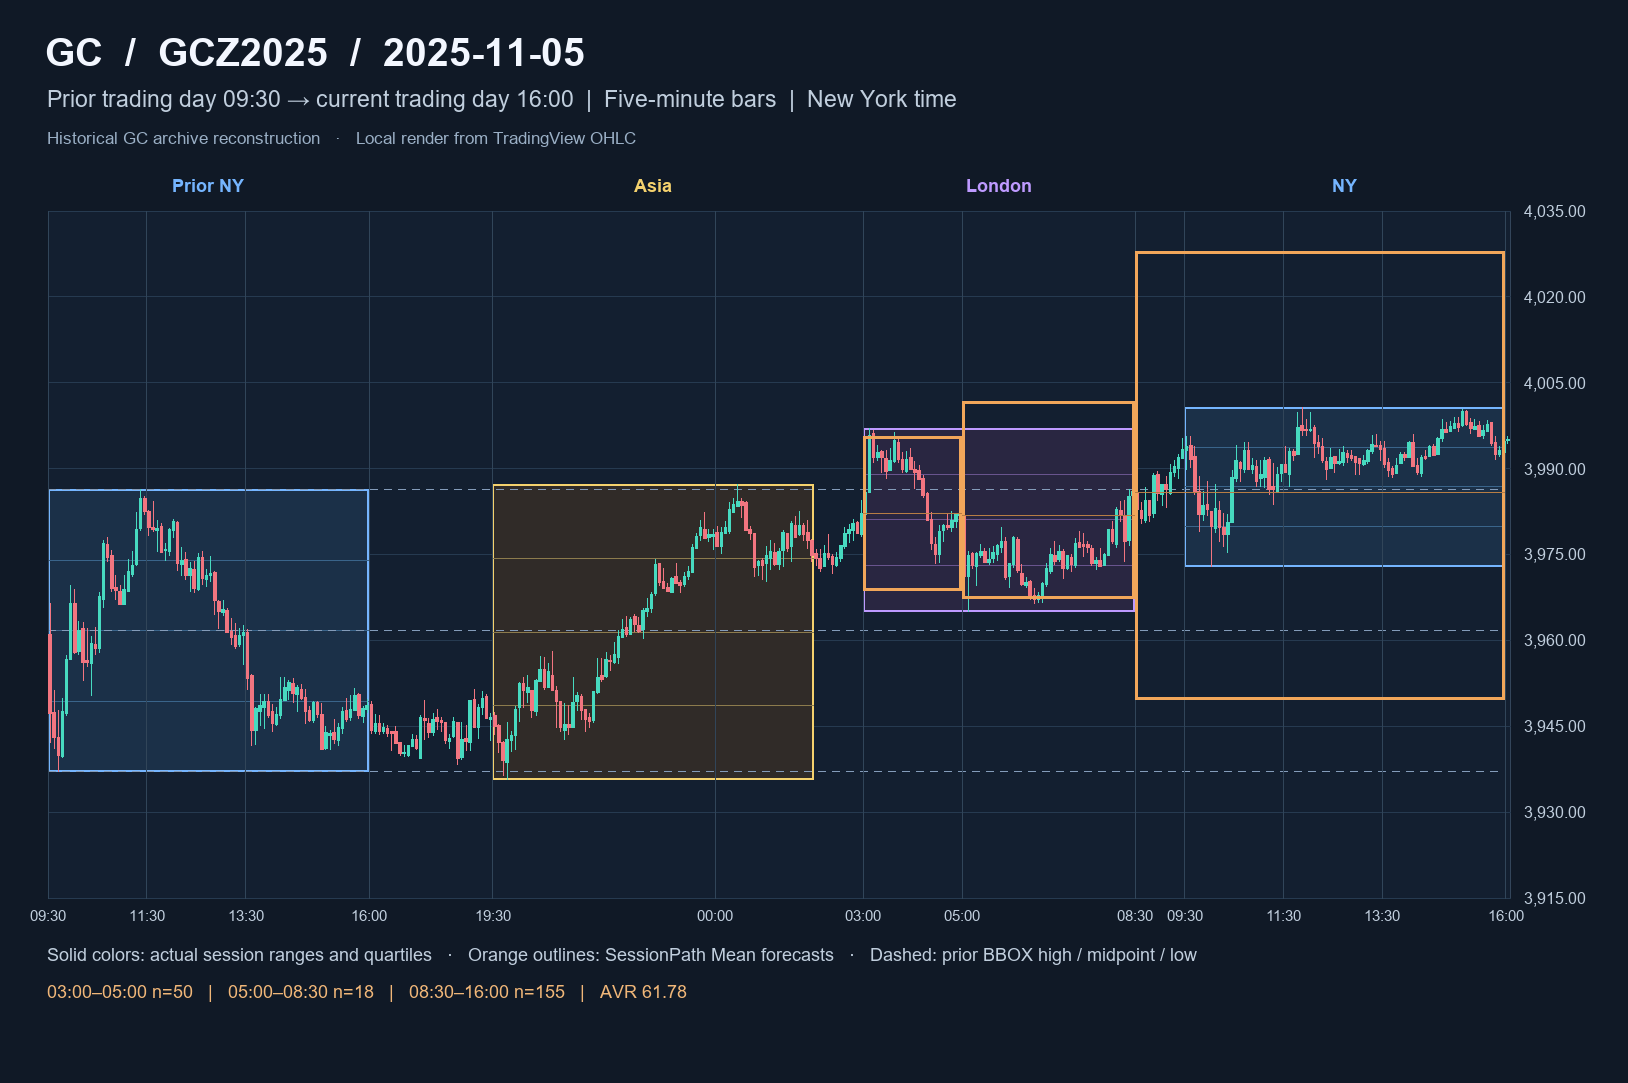 GC / GCZ2025 / 2025-11-05
Prior trading day 09:30 → current trading day 16:00 | Five-minute bars | New York time
Historical GC archive reconstruction · Local render from TradingView OHLC
Prior NY Asia London NY
4,035.00
4,020.00
4,005.00
3,990.00
3,975.00
3,960.00
3,945.00
3,930.00
3,915.00
09:30 11:30 13:30 16:00 19:30 00:00 03:00 05:00 08:30 09:30 11:30 13:30 16:00
Solid colors: actual session ranges and quartiles · Orange outlines: SessionPath Mean forecasts · Dashed: prior BBOX high / midpoint / low
03:00–05:00 n=50 | 05:00–08:30 n=18 | 08:30–16:00 n=155 | AVR 61.78